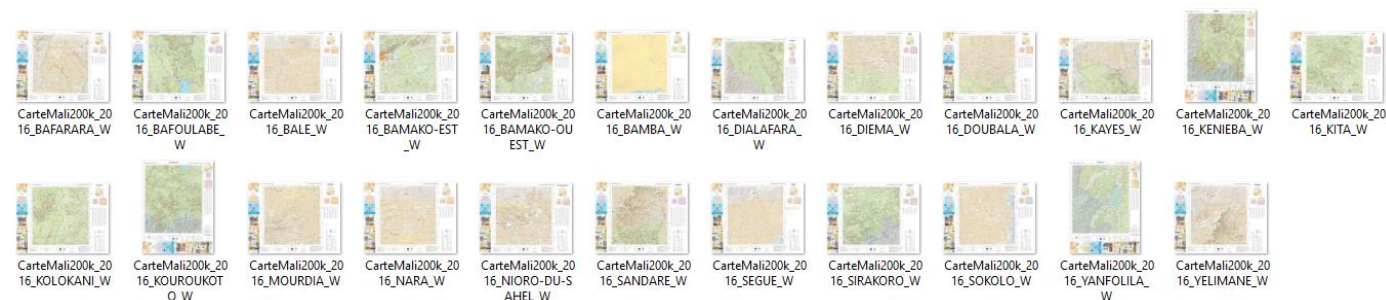 CarteMali200k_20
16_BAFARARA_W
CarteMali200k_20
16_BAFOULABE_
W
CarteMali200k_20
16_BALE_W
CarteMali200k_20
16_BAMAKO-EST
_W
CarteMali200k_20
16_BAMAKO-OU
EST_W
CarteMali200k_20
16_BAMBA_W
CarteMali200k_20
16_DIALAFARA_
W
CarteMali200k_20
16_DIEMA_W
CarteMali200k_20
16_DOUBALA_W
CarteMali200k_20
16_KAYES_W
CarteMali200k_20
16_KENIEBA_W
CarteMali200k_20
16_KITA_W
CarteMali200k_20
16_KOLOKANI_W
CarteMali200k_20
16_KOUROUKOT
O_W
CarteMali200k_20
16_MOURDIA_W
CarteMali200k_20
16_NARA_W
CarteMali200k_20
16_NIORO-DU-S
AHEL_W
CarteMali200k_20
16_SANDARE_W
CarteMali200k_20
16_SEGUE_W
CarteMali200k_20
16_SIRAKORO_W
CarteMali200k_20
16_SOKOLO_W
CarteMali200k_20
16_YANFOLILA_
W
CarteMali200k_20
16_YELIMANE_W